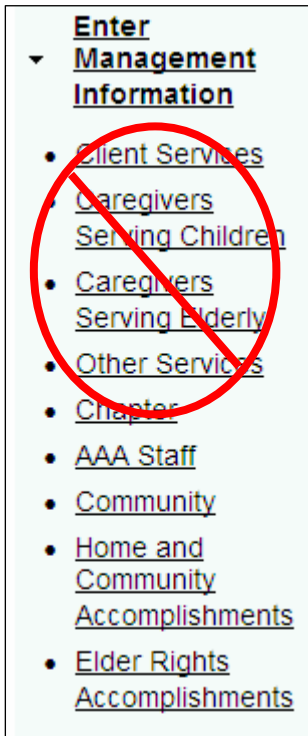 Enter
Management
Information
Client Services
Caregivers
Serving Children
Caregivers
Serving Elderly
Other Services
Chapter
AAA Staff
Community
Home and
Community
Accomplishments
Elder Rights
Accomplishments